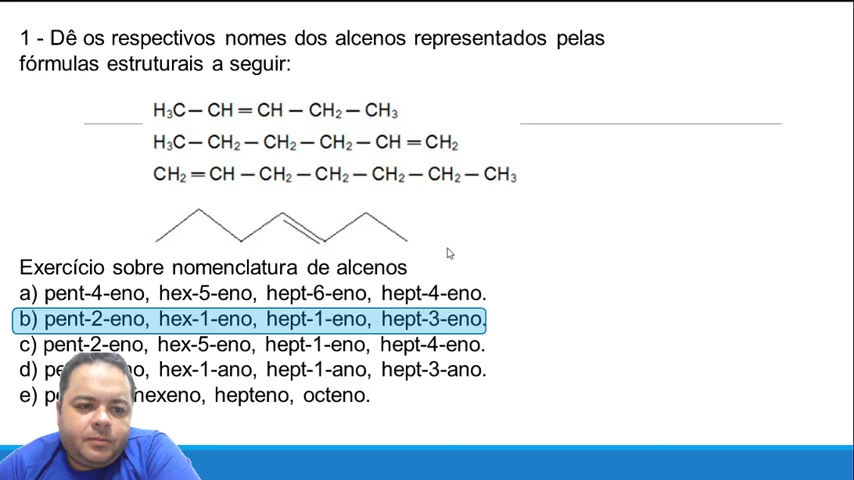 1 - Dê os respectivos nomes dos alcenos representados pelas
fórmulas estruturais a seguir:
H₃C — CH = CH — CH₂ — CH₃
H₃C — CH₂ — CH₂ — CH₂ — CH = CH₂
CH₂ = CH — CH₂ — CH₂ — CH₂ — CH₂ — CH₃
Exercício sobre nomenclatura de alcenos
a) pent-4-eno, hex-5-eno, hept-6-eno, hept-4-eno.
b) pent-2-eno, hex-1-eno, hept-1-eno, hept-3-eno.
c) pent-2-eno, hex-5-eno, hept-1-eno, hept-4-eno.
d) hex-1-ano, hept-1-ano, hept-3-ano.
e) hexeno, hepteno, octeno.